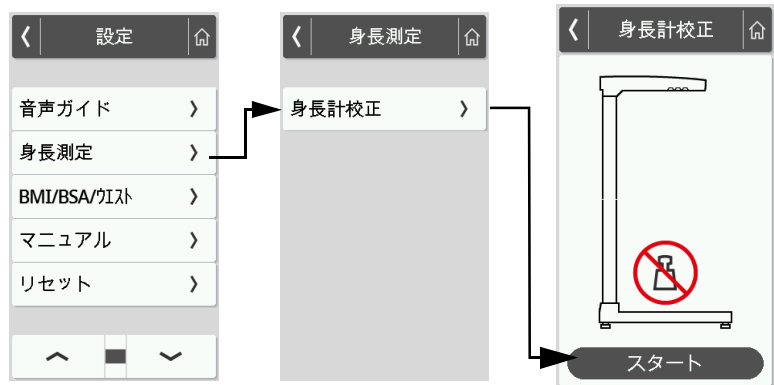 設定
音声ガイド
身長測定
BMI/BSA/ウエスト
マニュアル
リセット
身長測定
身長計校正
身長計校正
スタート